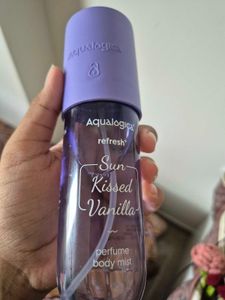 Aqualogica
Aqualogica
refresh+
Sun
Kissed
Vanilla
perfume
body mist